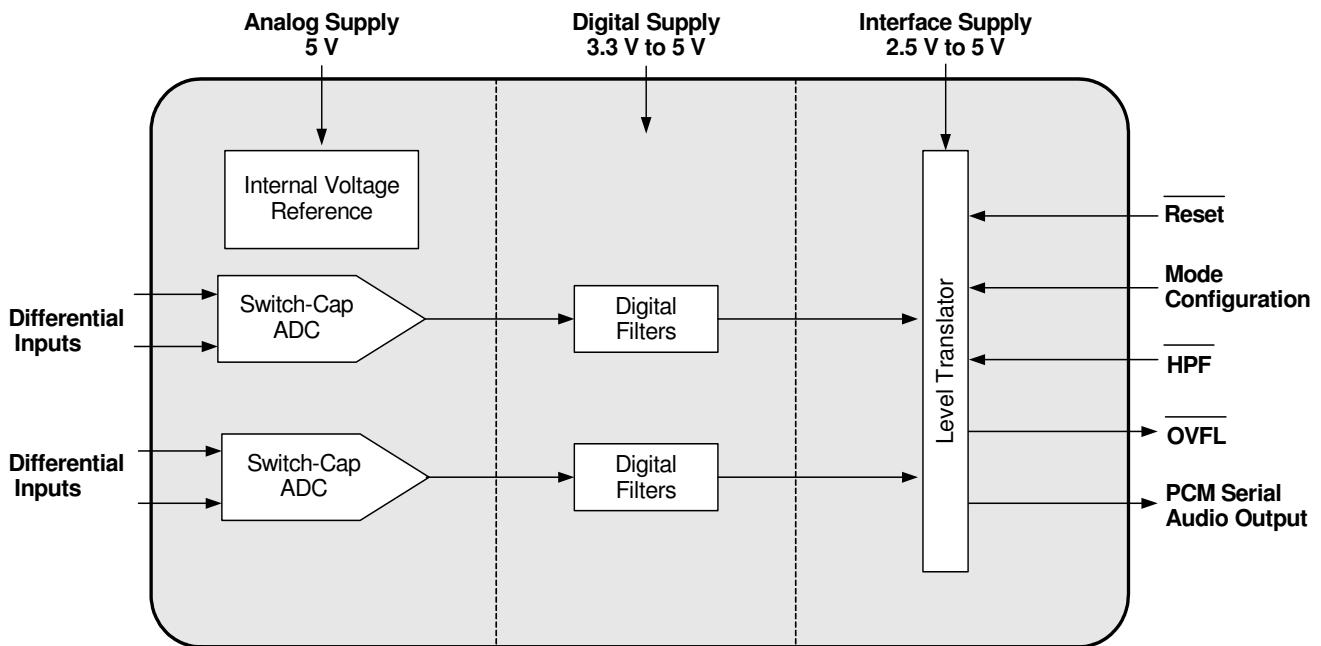 Analog Supply
5 V
Digital Supply
3.3 V to 5 V
Interface Supply
2.5 V to 5 V
Internal Voltage
Reference
Differential
Inputs
Switch-Cap
ADC
Digital
Filters
Differential
Inputs
Switch-Cap
ADC
Digital
Filters
Level Translator
Reset
Mode
Configuration
HPF
OVFL
PCM Serial
Audio Output